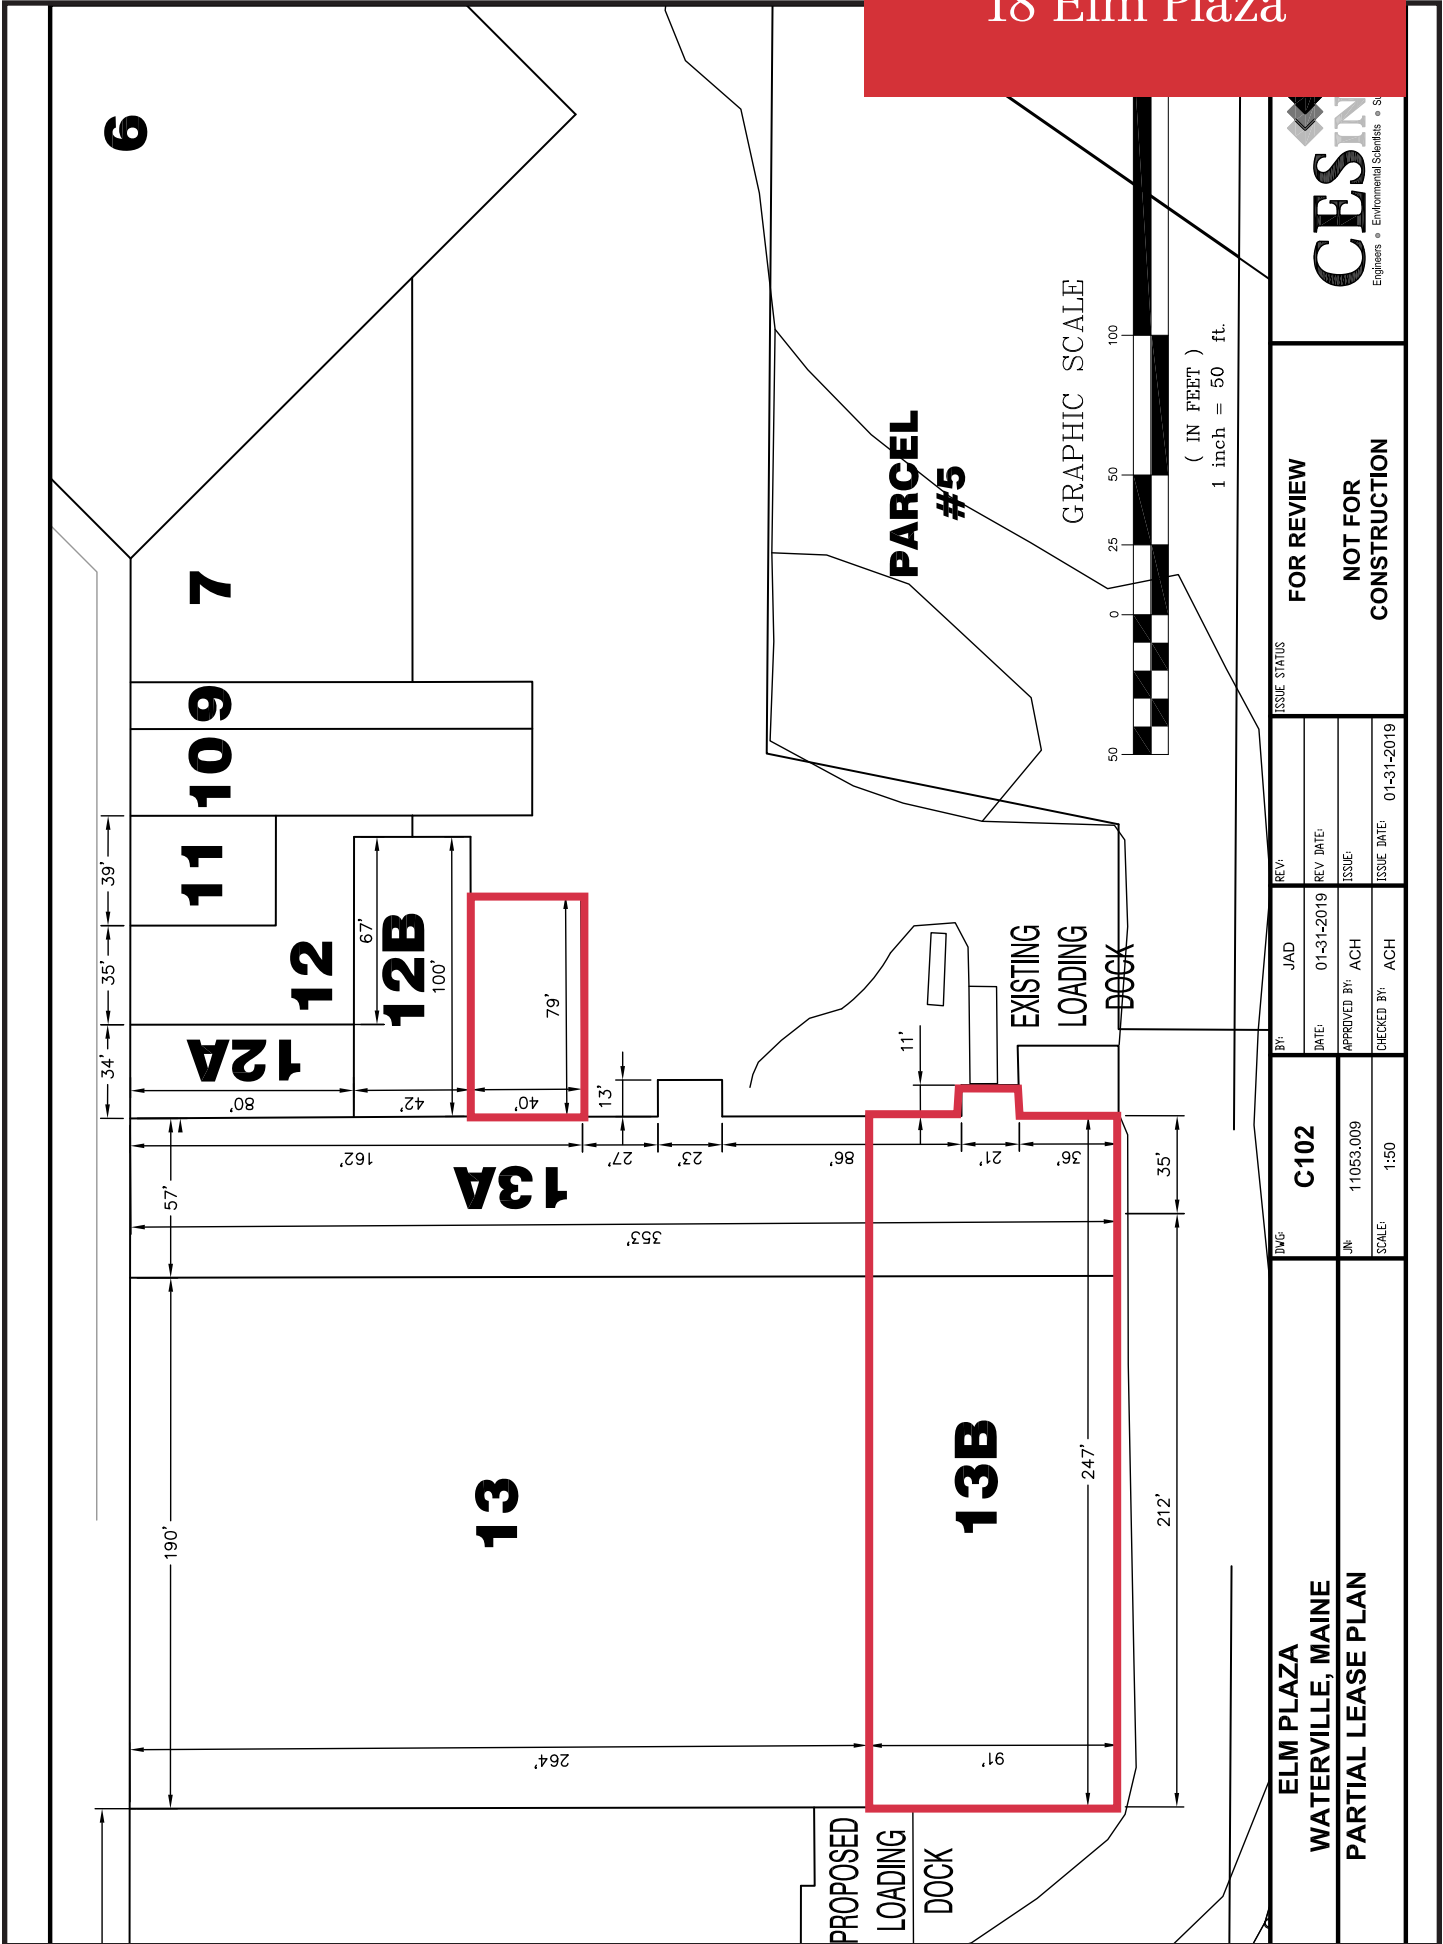 18 Elm Plaza
6
7
9
10
11
12
12A
12B
13A
13
13B
39'
35'
34'
67'
100'
79'
80'
42'
40'
13'
11'
162'
27'
23'
86'
21'
36'
35'
57'
353'
190'
247'
212'
264'
91'
PARCEL
#5
EXISTING
LOADING
DOCK
PROPOSED
LOADING
DOCK
GRAPHIC SCALE
50 0 25 50 100
( IN FEET )
1 inch = 50 ft.
ELM PLAZA
WATERVILLE, MAINE
PARTIAL LEASE PLAN
DWG:
C102
JN:
11053.009
SCALE:
1:50
BY:
JAD
DATE:
01-31-2019
APPROVED BY:
ACH
CHECKED BY:
ACH
REV:
REV DATE:
ISSUE:
ISSUE DATE:
01-31-2019
ISSUE STATUS
FOR REVIEW
NOT FOR
CONSTRUCTION
CES IN
Engineers • Environmental Scientists •